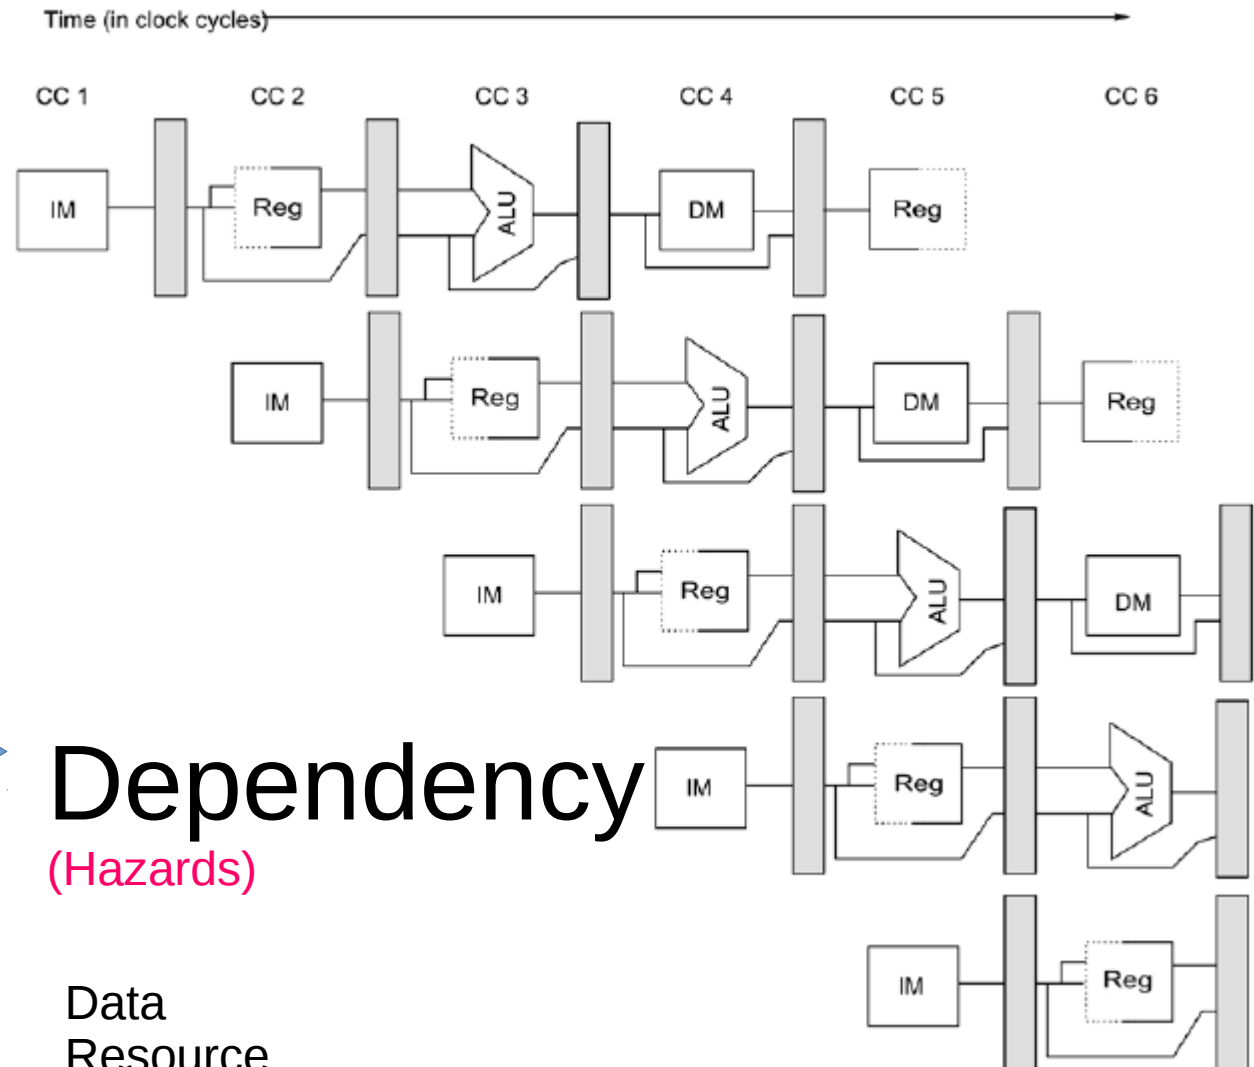 Time (in clock cycles)
CC 1 CC 2 CC 3 CC 4 CC 5 CC 6
IM Reg ALU DM Reg
IM Reg ALU DM Reg
IM Reg ALU DM
IM Reg ALU
Dependency
(Hazards)
IM Reg
Data
Resource